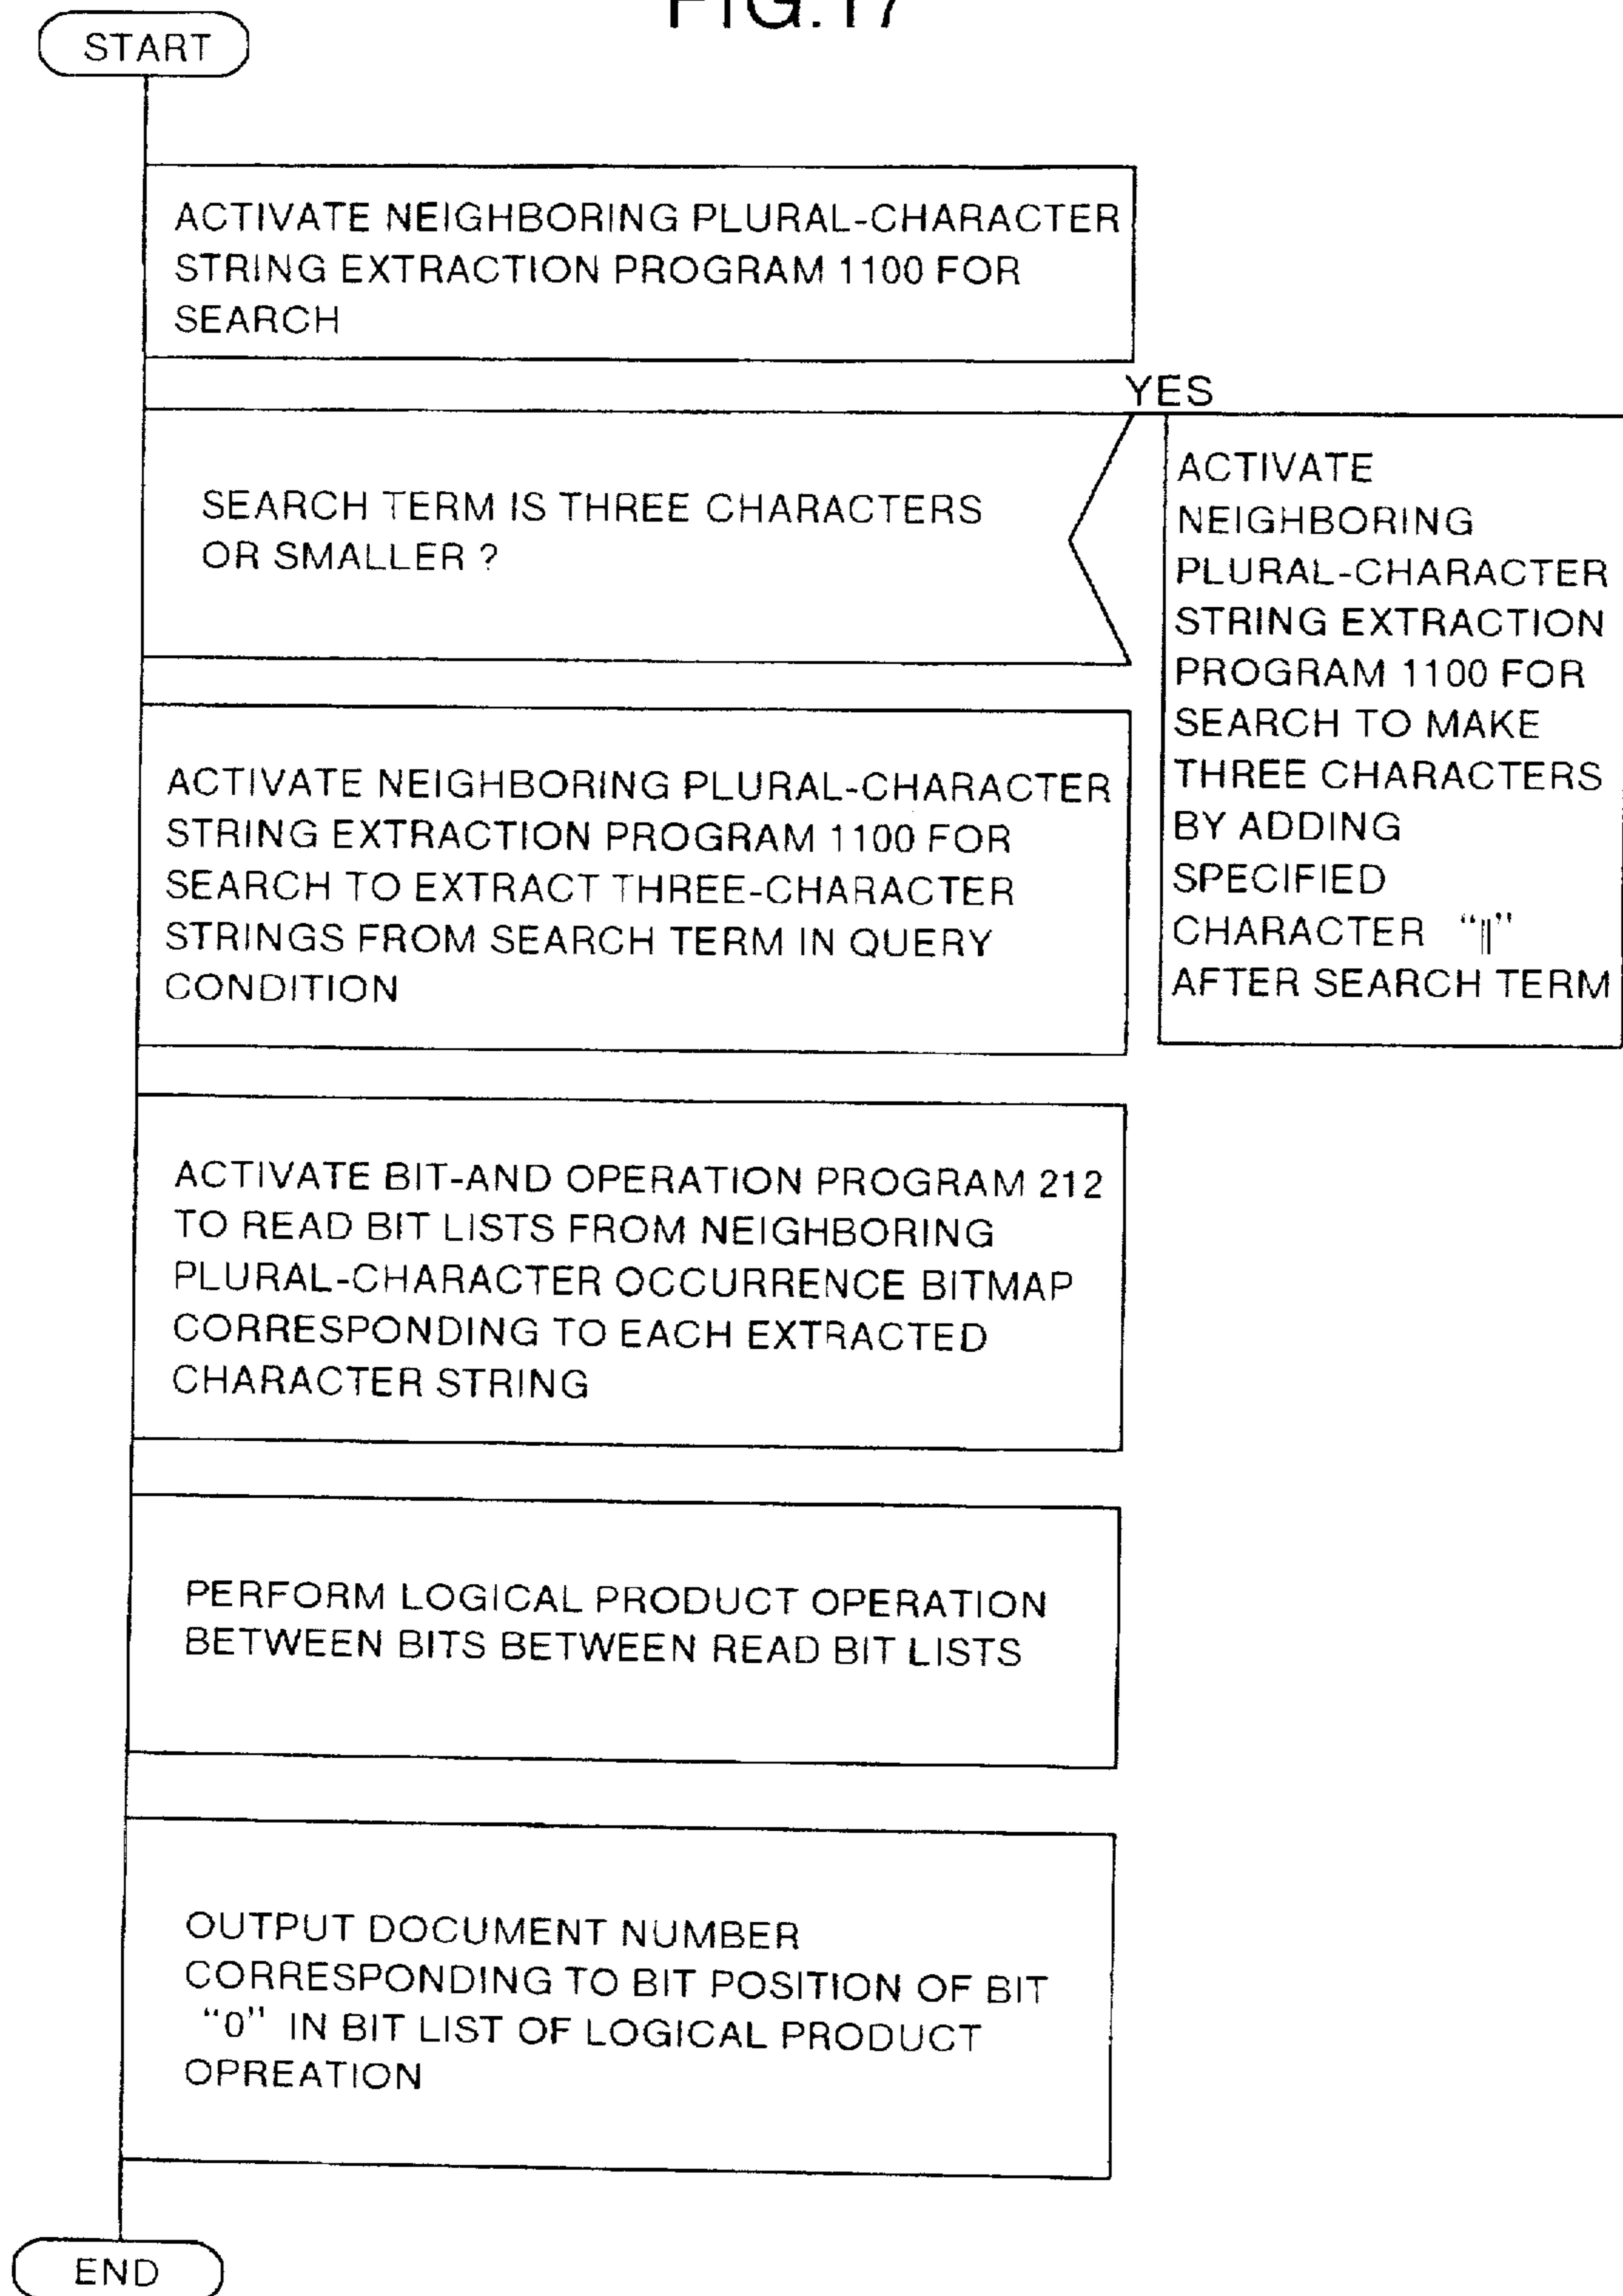 FIG.17
START
ACTIVATE NEIGHBORING PLURAL-CHARACTER
STRING EXTRACTION PROGRAM 1100 FOR
SEARCH
YES
SEARCH TERM IS THREE CHARACTERS
OR SMALLER ?
ACTIVATE
NEIGHBORING
PLURAL-CHARACTER
STRING EXTRACTION
PROGRAM 1100 FOR
SEARCH TO MAKE
THREE CHARACTERS
BY ADDING
SPECIFIED
CHARACTER “‖”
AFTER SEARCH TERM
ACTIVATE NEIGHBORING PLURAL-CHARACTER
STRING EXTRACTION PROGRAM 1100 FOR
SEARCH TO EXTRACT THREE-CHARACTER
STRINGS FROM SEARCH TERM IN QUERY
CONDITION
ACTIVATE BIT-AND OPERATION PROGRAM 212
TO READ BIT LISTS FROM NEIGHBORING
PLURAL-CHARACTER OCCURRENCE BITMAP
CORRESPONDING TO EACH EXTRACTED
CHARACTER STRING
PERFORM LOGICAL PRODUCT OPERATION
BETWEEN BITS BETWEEN READ BIT LISTS
OUTPUT DOCUMENT NUMBER
CORRESPONDING TO BIT POSITION OF BIT
“0” IN BIT LIST OF LOGICAL PRODUCT
OPREATION
END